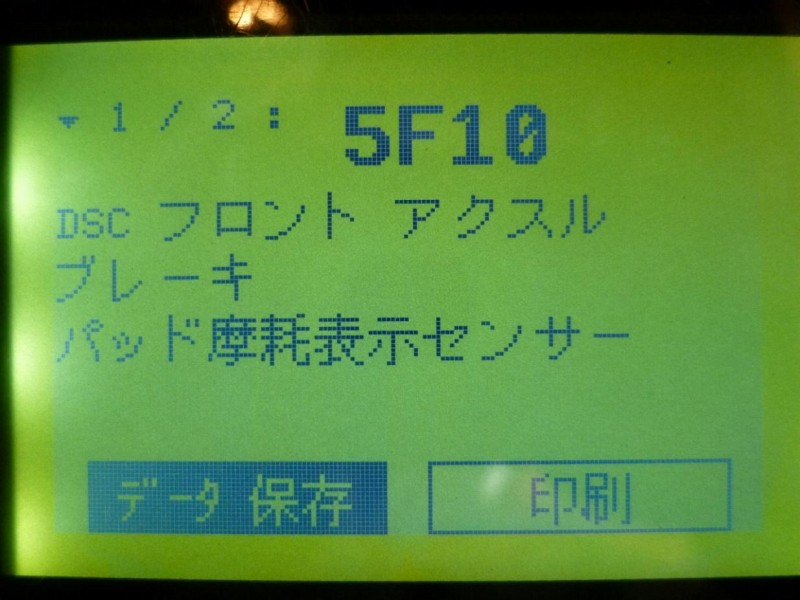 ▼ 1 / 2 : 5F10
DSC フロント アクスル
ブレーキ
パッド摩耗表示センサー
データ 保存 印刷